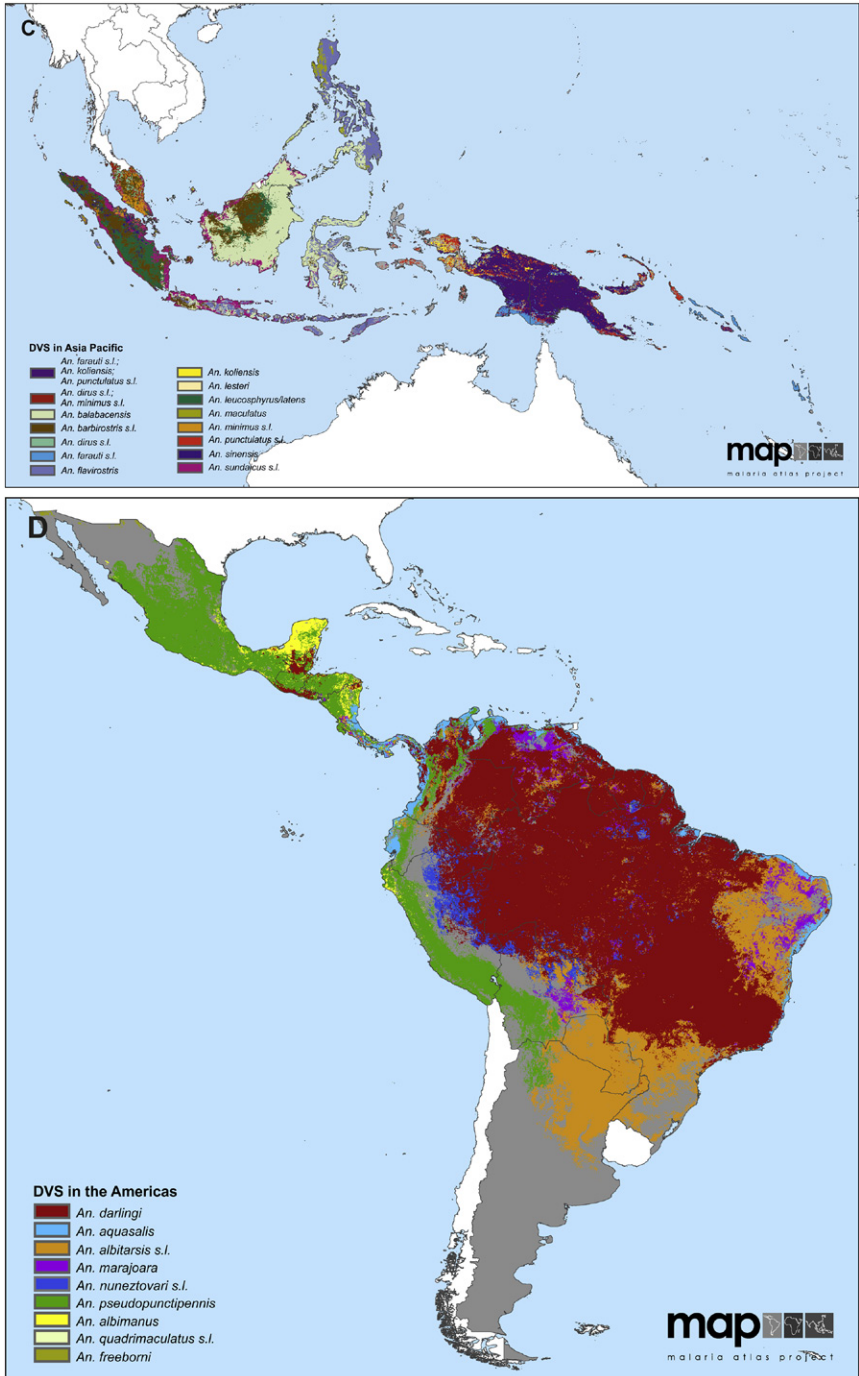 C
DVS in Asia Pacific
An. farauti s.l.;
An. koliensis;
An. punctulatus s.l.
An. dirus s.l.;
An. minimus s.l.
An. balabacensis
An. barbirostris s.l.
An. dirus s.l.
An. farauti s.l.
An. flavirostris
An. koliensis
An. lesteri
An. leucosphyrus/latens
An. maculatus
An. minimus s.l.
An. punctulatus s.l.
An. sinensis
An. sundaicus s.l.
map
malaria atlas project
D
DVS in the Americas
An. darlingi
An. aquasalis
An. albitarsis s.l.
An. marajoara
An. nuneztovari s.l.
An. pseudopunctipennis
An. albimanus
An. quadrimaculatus s.l.
An. freeborni
map
malaria atlas project